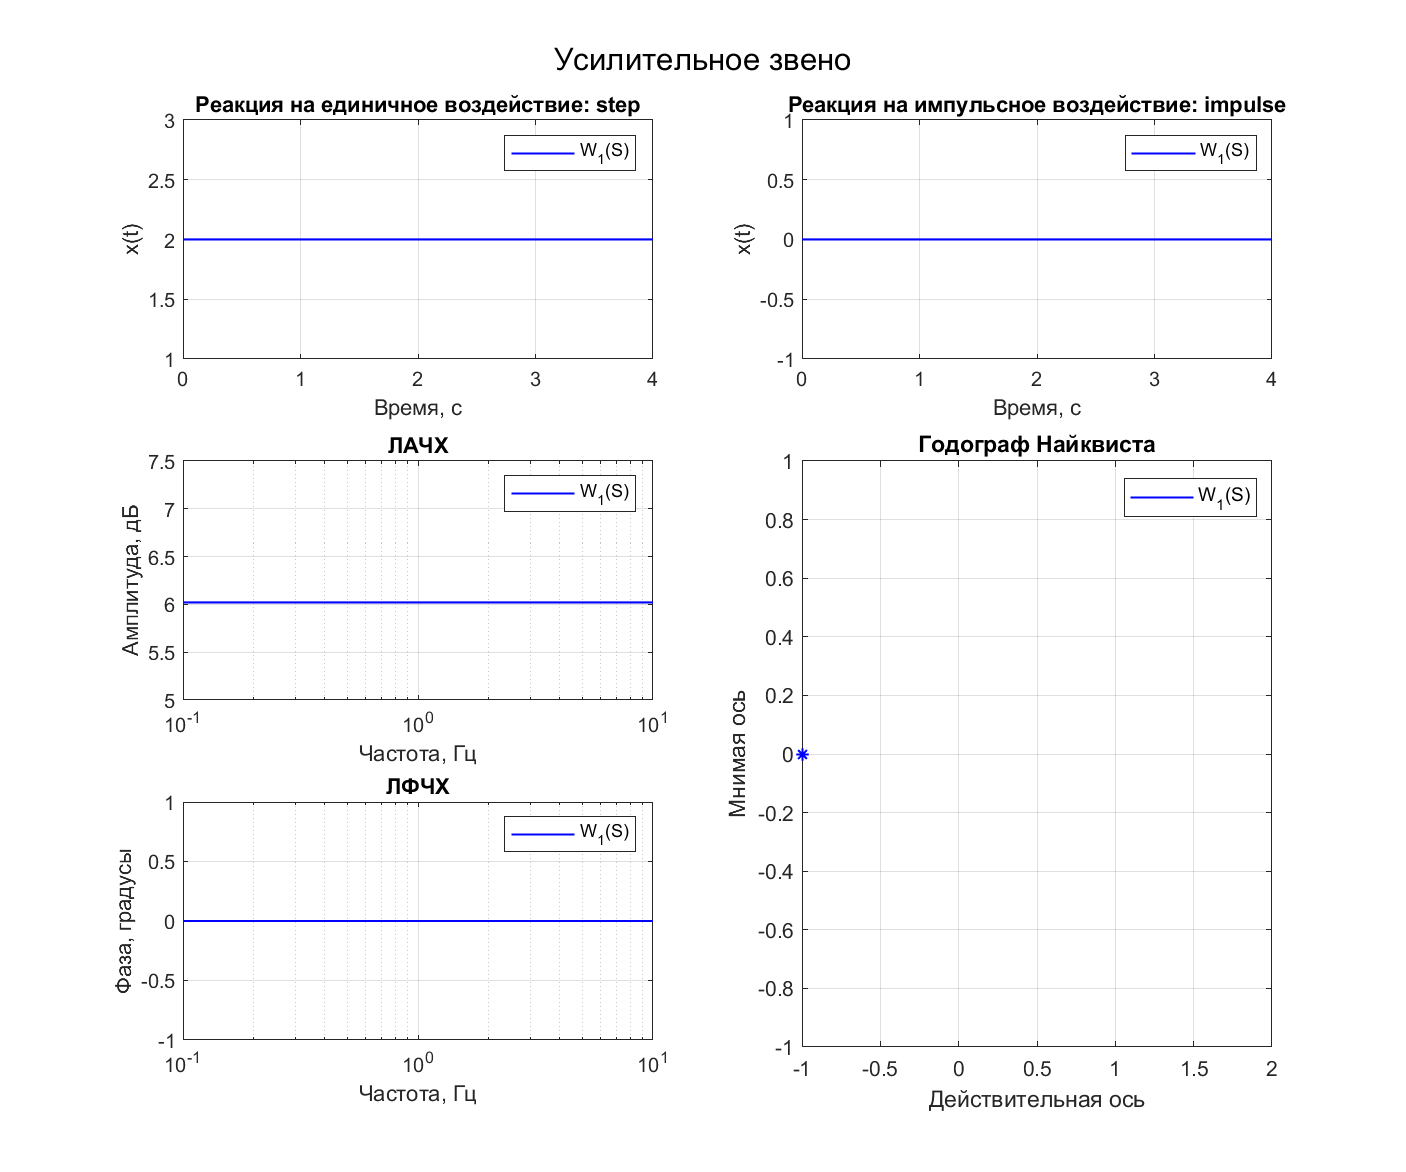 Усилительное звено
Реакция на единичное воздействие: step
3
2.5
2
1.5
1
x(t)
W1(S)
0 1 2 3 4
Время, с
Реакция на импульсное воздействие: impulse
1
0.5
0
-0.5
-1
x(t)
W1(S)
0 1 2 3 4
Время, с
ЛАЧХ
7.5
7
6.5
6
5.5
5
Амплитуда, дБ
W1(S)
10-1 100 101
Частота, Гц
ЛФЧХ
1
0.5
0
-0.5
-1
Фаза, градусы
W1(S)
10-1 100 101
Частота, Гц
Годограф Найквиста
1
0.8
0.6
0.4
0.2
0
-0.2
-0.4
-0.6
-0.8
-1
Мнимая ось
W1(S)
-1 -0.5 0 0.5 1 1.5 2
Действительная ось